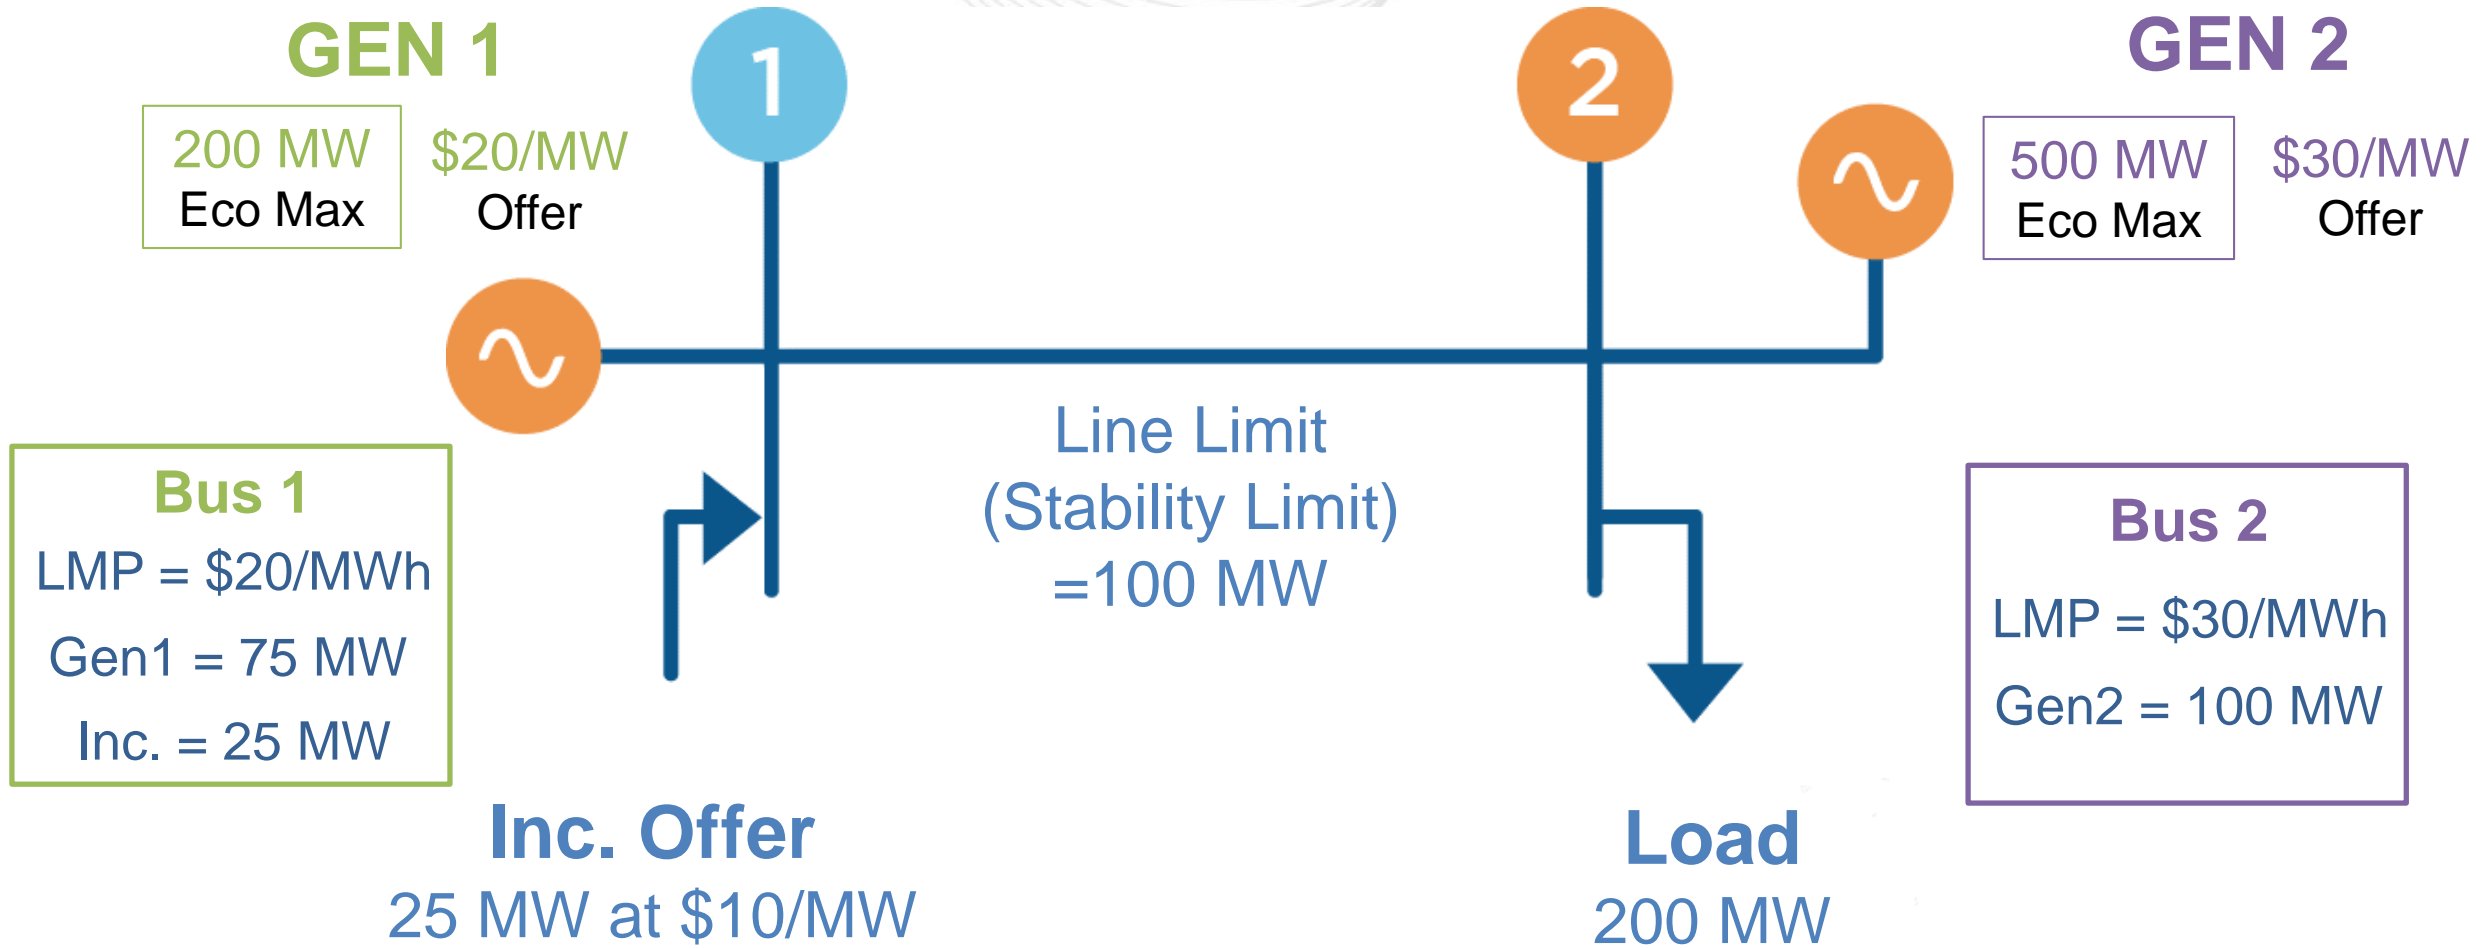 GEN 1
200 MW
Eco Max
$20/MW
Offer
1
2
GEN 2
500 MW
Eco Max
$30/MW
Offer
Bus 1
LMP = $20/MWh
Gen1 = 75 MW
Inc. = 25 MW
Line Limit
(Stability Limit)
=100 MW
Bus 2
LMP = $30/MWh
Gen2 = 100 MW
Inc. Offer
25 MW at $10/MW
Load
200 MW